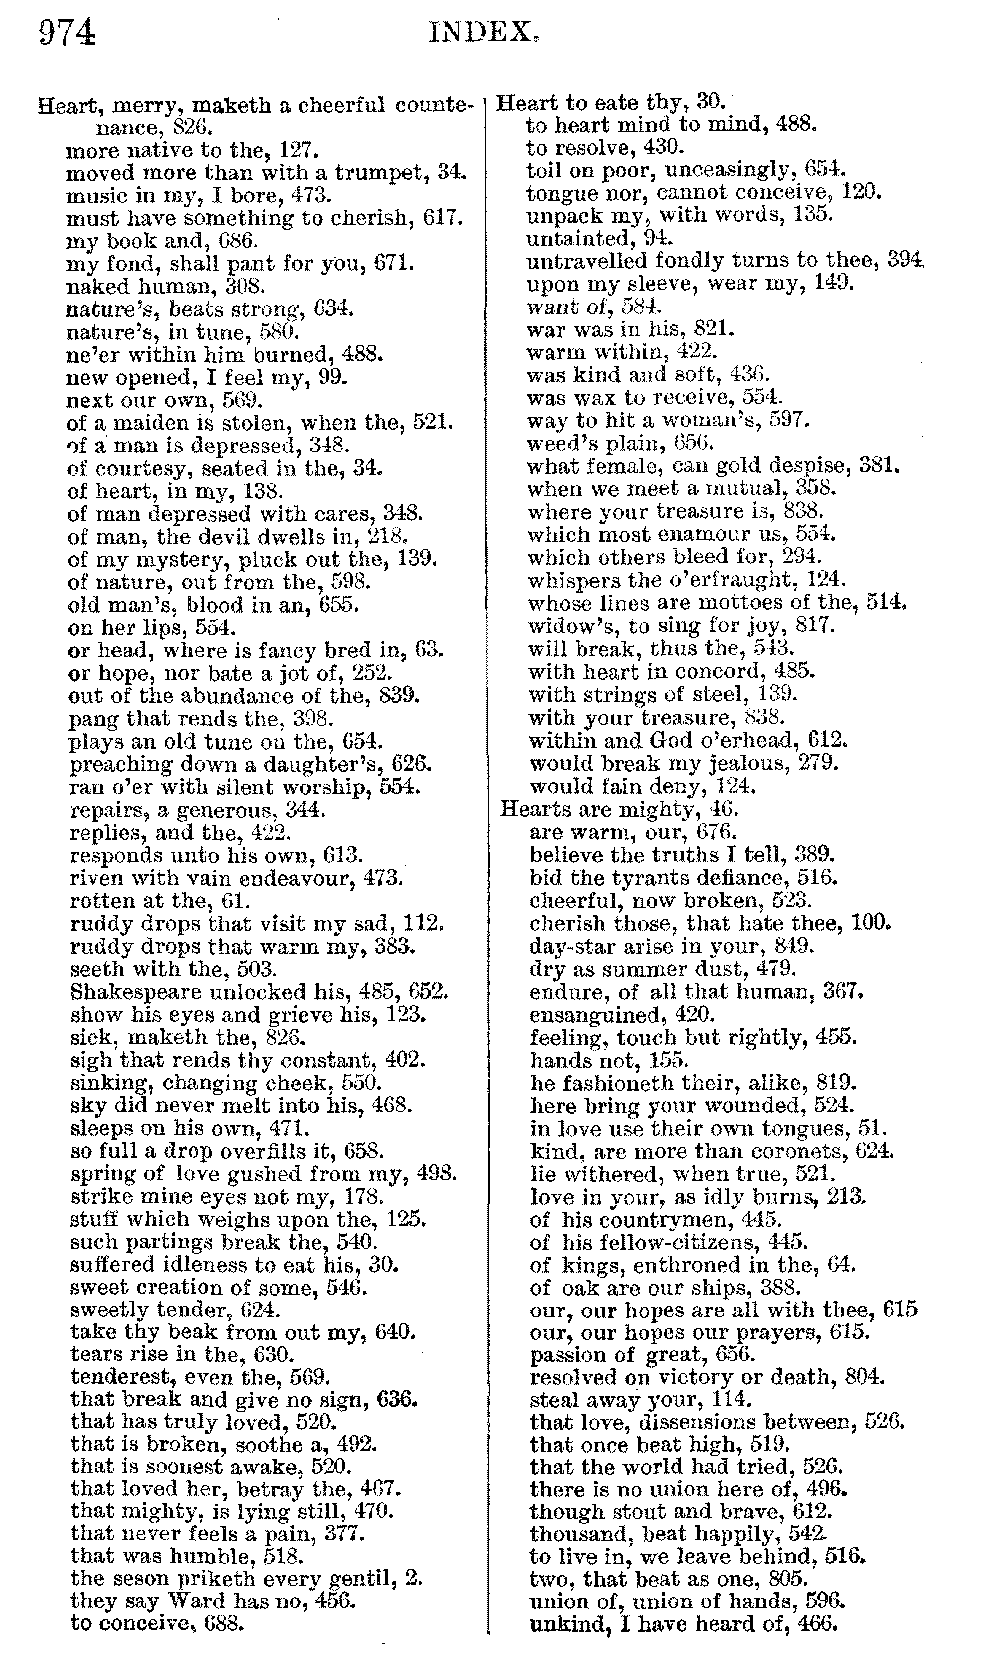 974
INDEX.
Heart, merry, maketh a cheerful counte-
nance, 826.
more native to the, 127.
moved more than with a trumpet, 34.
music in my, I bore, 473.
must have something to cherish, 617.
my book and, 686.
my fond, shall pant for you, 671.
naked human, 308.
nature's, beats strong, 634.
nature's, in tune, 580.
ne'er within him burned, 488.
new opened, I feel my, 99.
next our own, 569.
of a maiden is stolen, when the, 521.
of a man is depressed, 348.
of courtesy, seated in the, 34.
of heart, in my, 138.
of man depressed with cares, 348.
of man, the devil dwells in, 218.
of my mystery, pluck out the, 139.
of nature, out from the, 598.
old man's, blood in an, 655.
on her lips, 554.
or head, where is fancy bred in, 63.
or hope, nor bate a jot of, 252.
out of the abundance of the, 839.
pang that rends the, 398.
plays an old tune on the, 654.
preaching down a daughter's, 626.
ran o'er with silent worship, 554.
repairs, a generous, 344.
replies, and the, 422.
responds unto his own, 613.
riven with vain endeavour, 473.
rotten at the, 61.
ruddy drops that visit my sad, 112.
ruddy drops that warm my, 383.
seeth with the, 503.
Shakespeare unlocked his, 485, 652.
show his eyes and grieve his, 123.
sick, maketh the, 826.
sigh that rends thy constant, 402.
sinking, changing cheek, 550.
sky did never melt into his, 468.
sleeps on his own, 471.
so full a drop overfills it, 658.
spring of love gushed from my, 498.
strike mine eyes not my, 178.
stuff which weighs upon the, 125.
such partings break the, 540.
suffered idleness to eat his, 30.
sweet creation of some, 546.
sweetly tender, 624.
take thy beak from out my, 640.
tears rise in the, 630.
tenderest, even the, 569.
that break and give no sign, 636.
that has truly loved, 520.
that is broken, soothe a, 492.
that is soonest awake, 520.
that loved her, betray the, 467.
that mighty, is lying still, 470.
that never feels a pain, 377.
that was humble, 518.
the seson priketh every gentil, 2.
they say Ward has no, 456.
to conceive, 688.
Heart to eate thy, 30.
to heart mind to mind, 488.
to resolve, 430.
toil on poor, unceasingly, 654.
tongue nor, cannot conceive, 120.
unpack my, with words, 135.
untainted, 94.
untravelled fondly turns to thee, 394.
upon my sleeve, wear my, 149.
want of, 584.
war was in his, 821.
warm within, 422.
was kind and soft, 436.
was wax to receive, 554.
way to hit a woman's, 597.
weed's plain, 656.
what female, can gold despise, 381.
when we meet a mutual, 358.
where your treasure is, 838.
which most enamour us, 554.
which others bleed for, 294.
whispers the o'erfraught, 124.
whose lines are mottoes of the, 514.
widow's, to sing for joy, 817.
will break, thus the, 543.
with heart in concord, 485.
with strings of steel, 139.
with your treasure, 838.
within and God o'erhead, 612.
would break my jealous, 279.
would fain deny, 124.
Hearts are mighty, 46.
are warm, our, 676.
believe the truths I tell, 389.
bid the tyrants defiance, 516.
cheerful, now broken, 523.
cherish those, that hate thee, 100.
day-star arise in your, 849.
dry as summer dust, 479.
endure, of all that human, 367.
ensanguined, 420.
feeling, touch but rightly, 455.
hands not, 155.
he fashioneth their, alike, 819.
here bring your wounded, 524.
in love use their own tongues, 51.
kind, are more than coronets, 624.
lie withered, when true, 521.
love in your, as idly burns, 213.
of his countrymen, 445.
of his fellow-citizens, 445.
of kings, enthroned in the, 64.
of oak are our ships, 388.
our, our hopes are all with thee, 615
our, our hopes our prayers, 615.
passion of great, 656.
resolved on victory or death, 804.
steal away your, 114.
that love, dissensions between, 526.
that once beat high, 519.
that the world had tried, 526.
there is no union here of, 496.
though stout and brave, 612.
thousand, beat happily, 542.
to live in, we leave behind, 516.
two, that beat as one, 805.
union of, union of hands, 596.
unkind, I have heard of, 466.